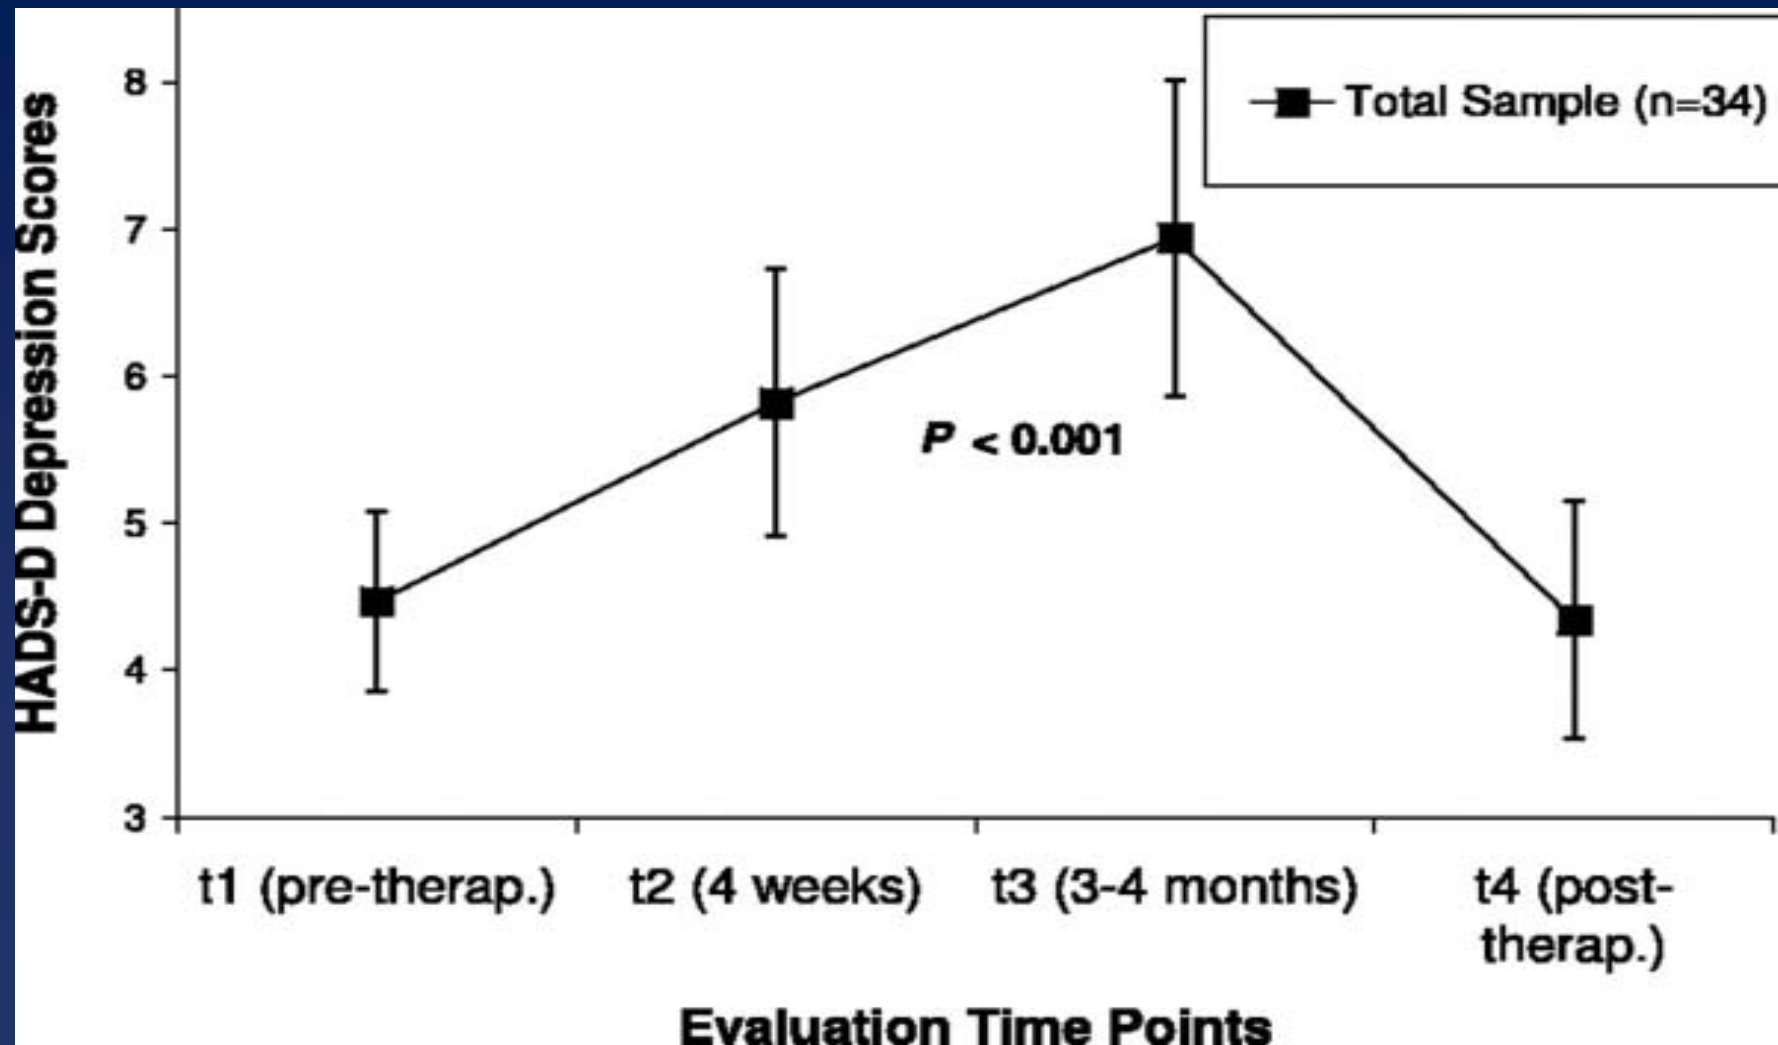 HADS-D Depression Scores
8
7
6
5
4
3
Total Sample (n=34)
P < 0.001
t1 (pre-therap.)
t2 (4 weeks)
t3 (3-4 months)
t4 (post-
therap.)
Evaluation Time Points